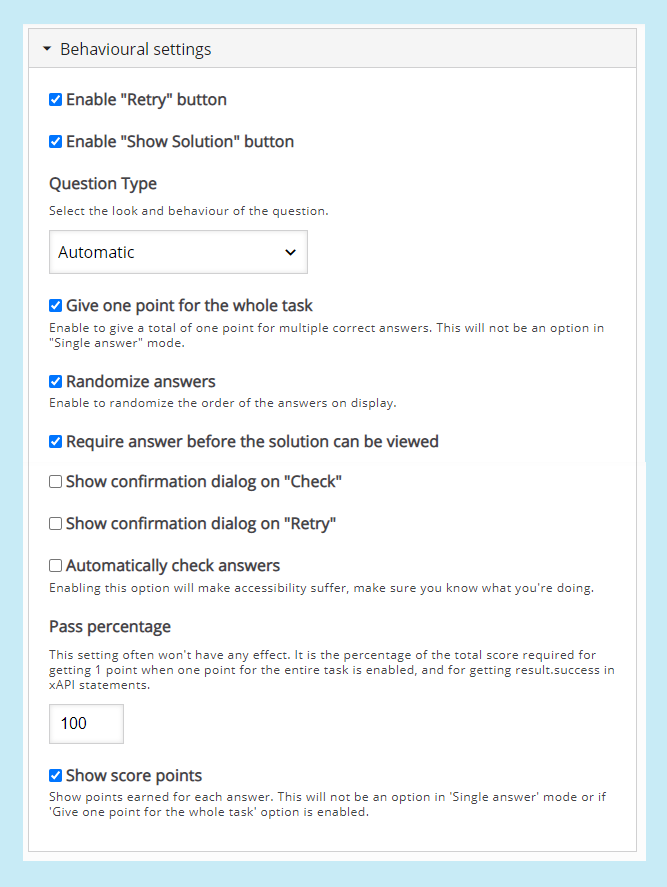 Behavioural settings
Enable "Retry" button
Enable "Show Solution" button
Question Type
Select the look and behaviour of the question.
Automatic
Give one point for the whole task
Enable to give a total of one point for multiple correct answers. This will not be an option in
"Single answer" mode.
Randomize answers
Enable to randomize the order of the answers on display.
Require answer before the solution can be viewed
Show confirmation dialog on "Check"
Show confirmation dialog on "Retry"
Automatically check answers
Enabling this option will make accessibility suffer, make sure you know what you're doing.
Pass percentage
This setting often won't have any effect. It is the percentage of the total score required for
getting 1 point when one point for the entire task is enabled, and for getting result.success in
xAPI statements.
100
Show score points
Show points earned for each answer. This will not be an option in 'Single answer' mode or if
'Give one point for the whole task' option is enabled.